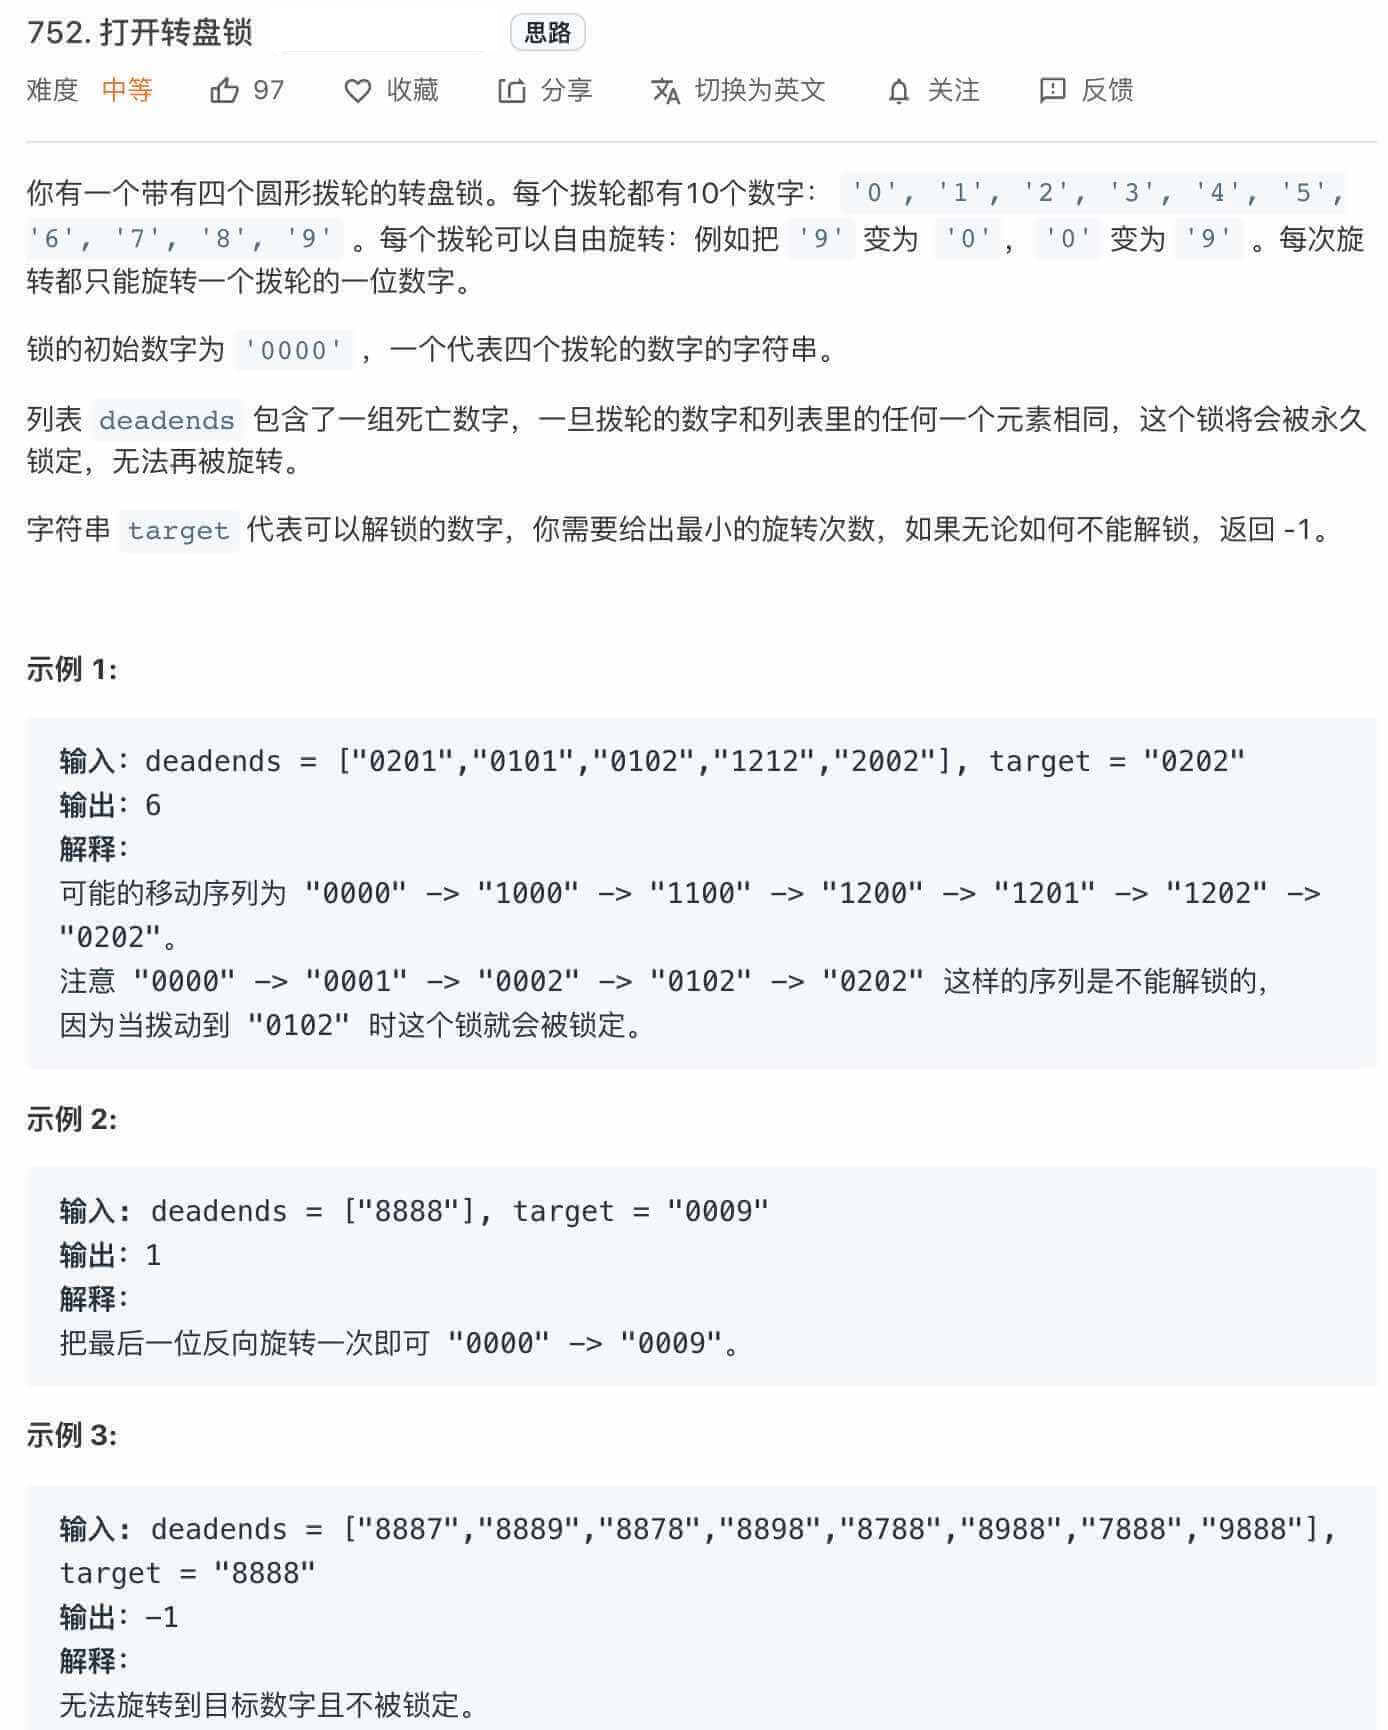 752. 打开转盘锁 思路
难度 中等 97 收藏 分享 切换为英文 关注 反馈
你有一个带有四个圆形拨轮的转盘锁。每个拨轮都有10个数字： '0', '1', '2', '3', '4', '5',
'6', '7', '8', '9' 。每个拨轮可以自由旋转：例如把 '9' 变为 '0'， '0' 变为 '9' 。每次旋
转都只能旋转一个拨轮的一位数字。
锁的初始数字为 '0000' ，一个代表四个拨轮的数字的字符串。
列表 deadends 包含了一组死亡数字，一旦拨轮的数字和列表里的任何一个元素相同，这个锁将会被永久
锁定，无法再被旋转。
字符串 target 代表可以解锁的数字，你需要给出最小的旋转次数，如果无论如何不能解锁，返回 -1。
示例 1:
输入：deadends = ["0201","0101","0102","1212","2002"], target = "0202"
输出：6
解释：
可能的移动序列为 "0000" -> "1000" -> "1100" -> "1200" -> "1201" -> "1202" ->
"0202"。
注意 "0000" -> "0001" -> "0002" -> "0102" -> "0202" 这样的序列是不能解锁的，
因为当拨动到 "0102" 时这个锁就会被锁定。
示例 2:
输入: deadends = ["8888"], target = "0009"
输出：1
解释：
把最后一位反向旋转一次即可 "0000" -> "0009"。
示例 3:
输入: deadends = ["8887","8889","8878","8898","8788","8988","7888","9888"],
target = "8888"
输出：-1
解释：
无法旋转到目标数字且不被锁定。